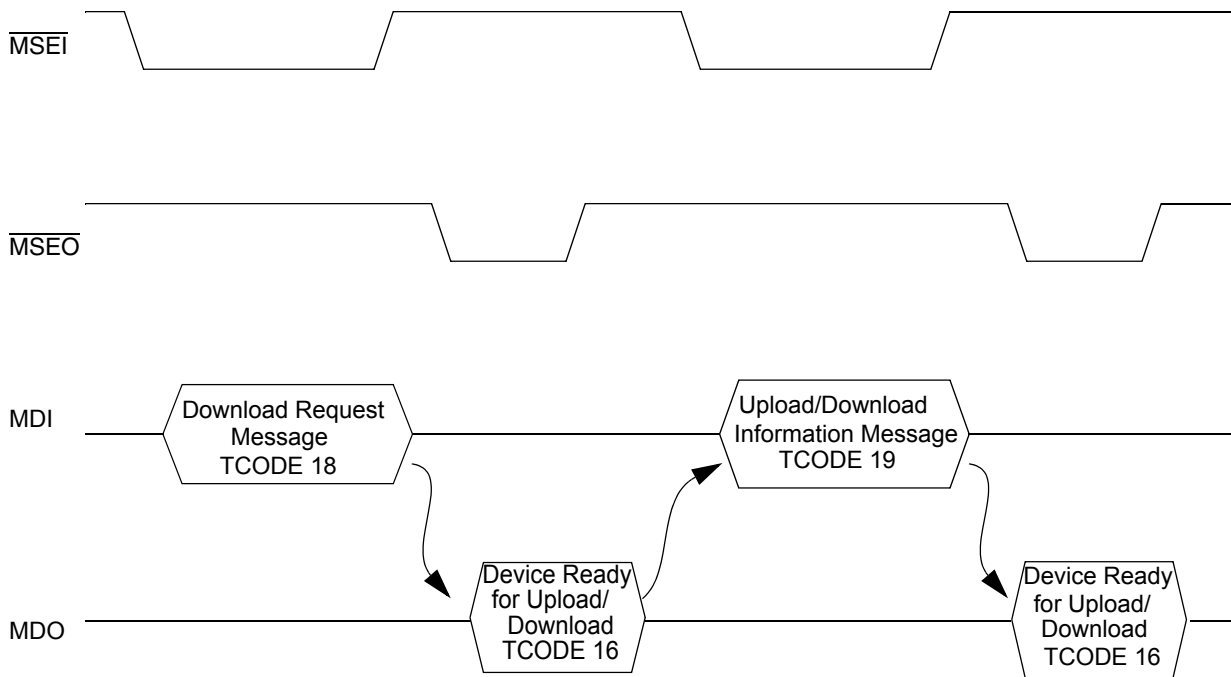 MSEI
MSEO
MDI
Download Request
Message
TCODE 18
Upload/Download
Information Message
TCODE 19
MDO
Device Ready
for Upload/
Download
TCODE 16
Device Ready
for Upload/
Download
TCODE 16